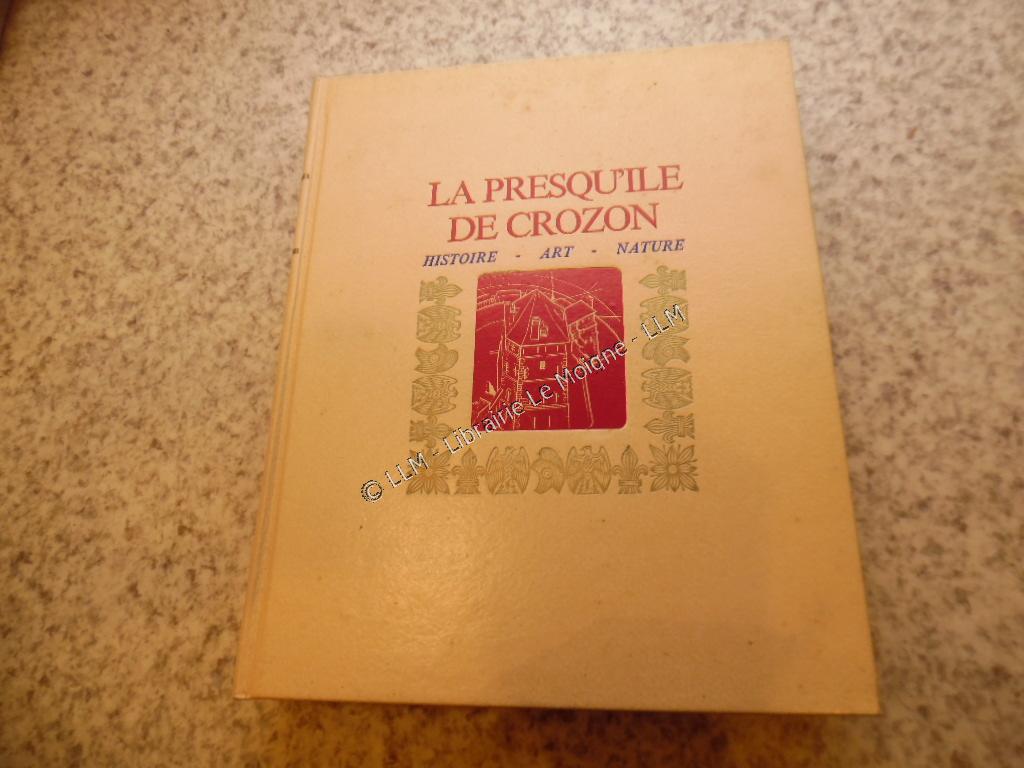 LA PRESQU'ILE
DE CROZON
HISTOIRE - ART - NATURE
© LLM - Librairie Le Moigne - LLM